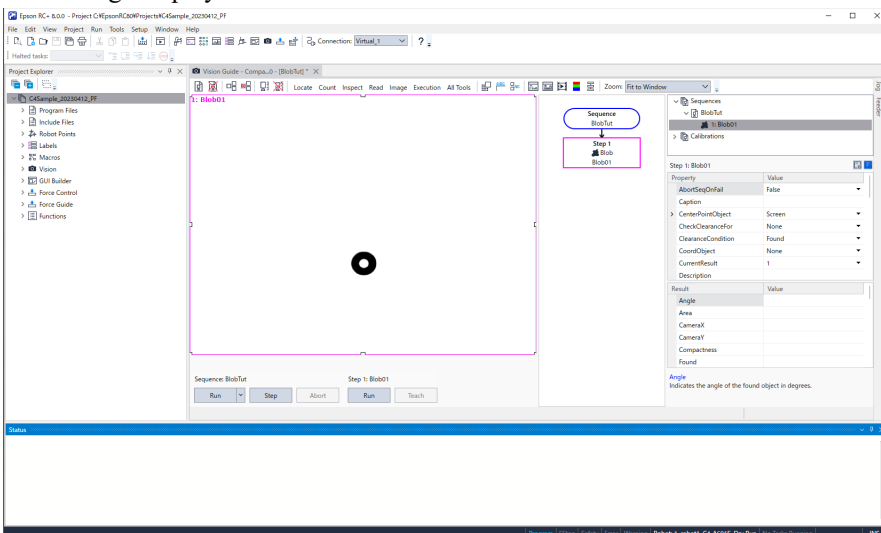 Epson RC+ 8.0.0 - Project C:¥EpsonRC80¥Projects¥C4Sample_20230412_PF
File Edit View Project Run Tools Setup Window Help
Connection: Virtual_1
Halted tasks:
Project Explorer
Vision Guide - Compa...0 - [BlobTut] *
Locate Count Inspect Read Image Execution All Tools
Zoom: Fit to Window
Jog
Feeder
C4Sample_20230412_PF
Program Files
Include Files
Robot Points
Labels
Macros
Vision
GUI Builder
Force Control
Force Guide
Functions
1: Blob01
Sequence
BlobTut
Step 1
Blob
Blob01
Sequences
BlobTut
1: Blob01
Calibrations
Step 1: Blob01
Property Value
AbortSeqOnFail False
Caption
CenterPointObject Screen
CheckClearanceFor None
ClearanceCondition Found
CoordObject None
CurrentResult 1
Description
Result Value
Angle
Area
CameraX
CameraY
Compactness
Found
Angle
Indicates the angle of the found object in degrees.
Sequence: BlobTut Step 1: Blob01
Run Step Abort Run Teach
Status